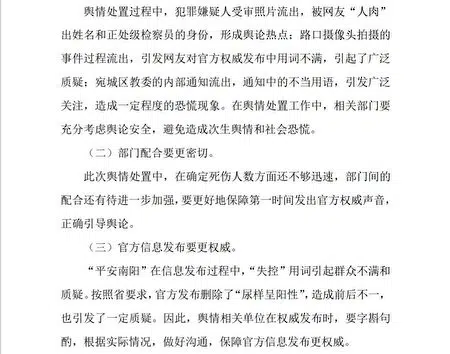 舆情处置过程中，犯罪嫌疑人受审照片流出，被网友“人肉”
出姓名和正处级检察员的身份，形成舆论热点；路口摄像头拍摄的
事件过程流出，引发网友对官方权威发布中用词不满，引起了广泛
质疑；宛城区教委的内部通知流出，通知中的不当用语，引发广泛
关注，造成一定程度的恐慌现象。在舆情处置工作中，相关部门要
充分考虑舆论安全，避免造成次生舆情和社会恐慌。
（二）部门配合要更密切。
此次舆情处置中，在确定死伤人数方面还不够迅速，部门间的
配合还有待进一步加强，要更好地保障第一时间发出官方权威声音，
正确引导舆论。
（三）官方信息发布要更权威。
“平安南阳”在信息发布过程中，“失控”用词引起群众不满和
质疑。按照省要求，官方发布删除了“尿样呈阳性”，造成前后不一，
也引发了一定质疑。因此，舆情相关单位在权威发布时，要字斟句
酌，根据实际情况，做好沟通，保障官方信息发布更权威。